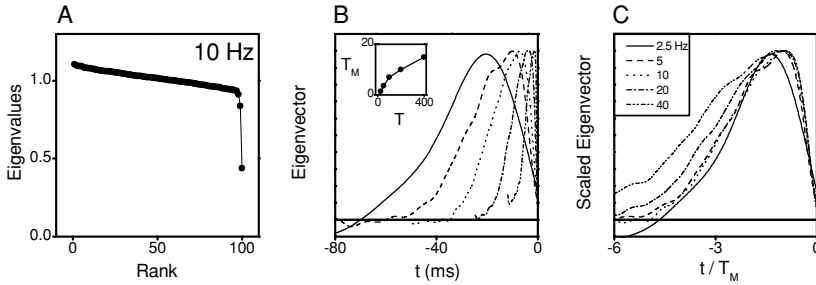 A
10 Hz
Eigenvalues
1.0
0.5
0.0
0
50
100
Rank
B
Eigenvector
20
T_M
0
0
400
T
-80
-40
0
t (ms)
C
Scaled Eigenvector
2.5 Hz
5
10
20
40
-6
-3
0
t / T_M